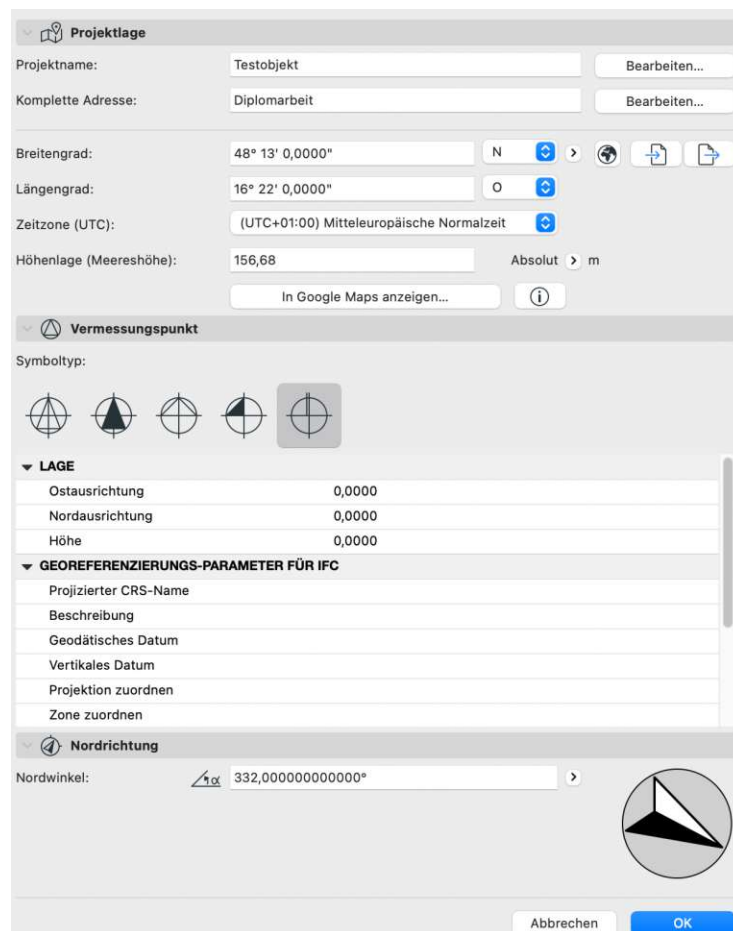 Projektlage
Projektname: Testobjekt Bearbeiten...
Komplette Adresse: Diplomarbeit Bearbeiten...
Breitengrad: 48° 13' 0,0000" N
Längengrad: 16° 22' 0,0000" O
Zeitzone (UTC): (UTC+01:00) Mitteleuropäische Normalzeit
Höhenlage (Meereshöhe): 156,68 Absolut m
In Google Maps anzeigen...
Vermessungspunkt
Symboltyp:
LAGE
Ostausrichtung 0,0000
Nordausrichtung 0,0000
Höhe 0,0000
GEOREFERENZIERUNGS-PARAMETER FÜR IFC
Projizierter CRS-Name
Beschreibung
Geodätisches Datum
Vertikales Datum
Projektion zuordnen
Zone zuordnen
Nordrichtung
Nordwinkel: α 332,000000000000°
Abbrechen OK